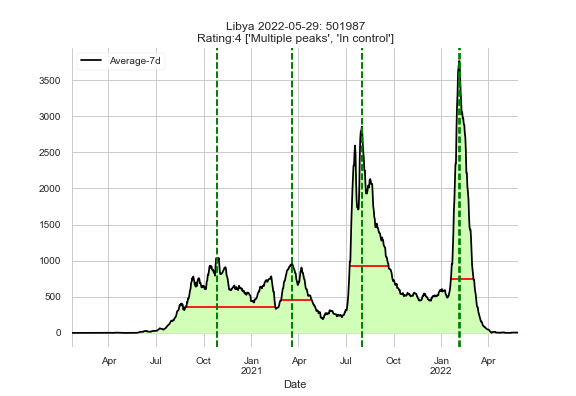 Libya 2022-05-29: 501987
Rating:4 ['Multiple peaks', 'In control']
Average-7d
3500
3000
2500
2000
1500
1000
500
0
Apr Jul Oct Jan Apr Jul Oct Jan Apr
2021 2022
Date